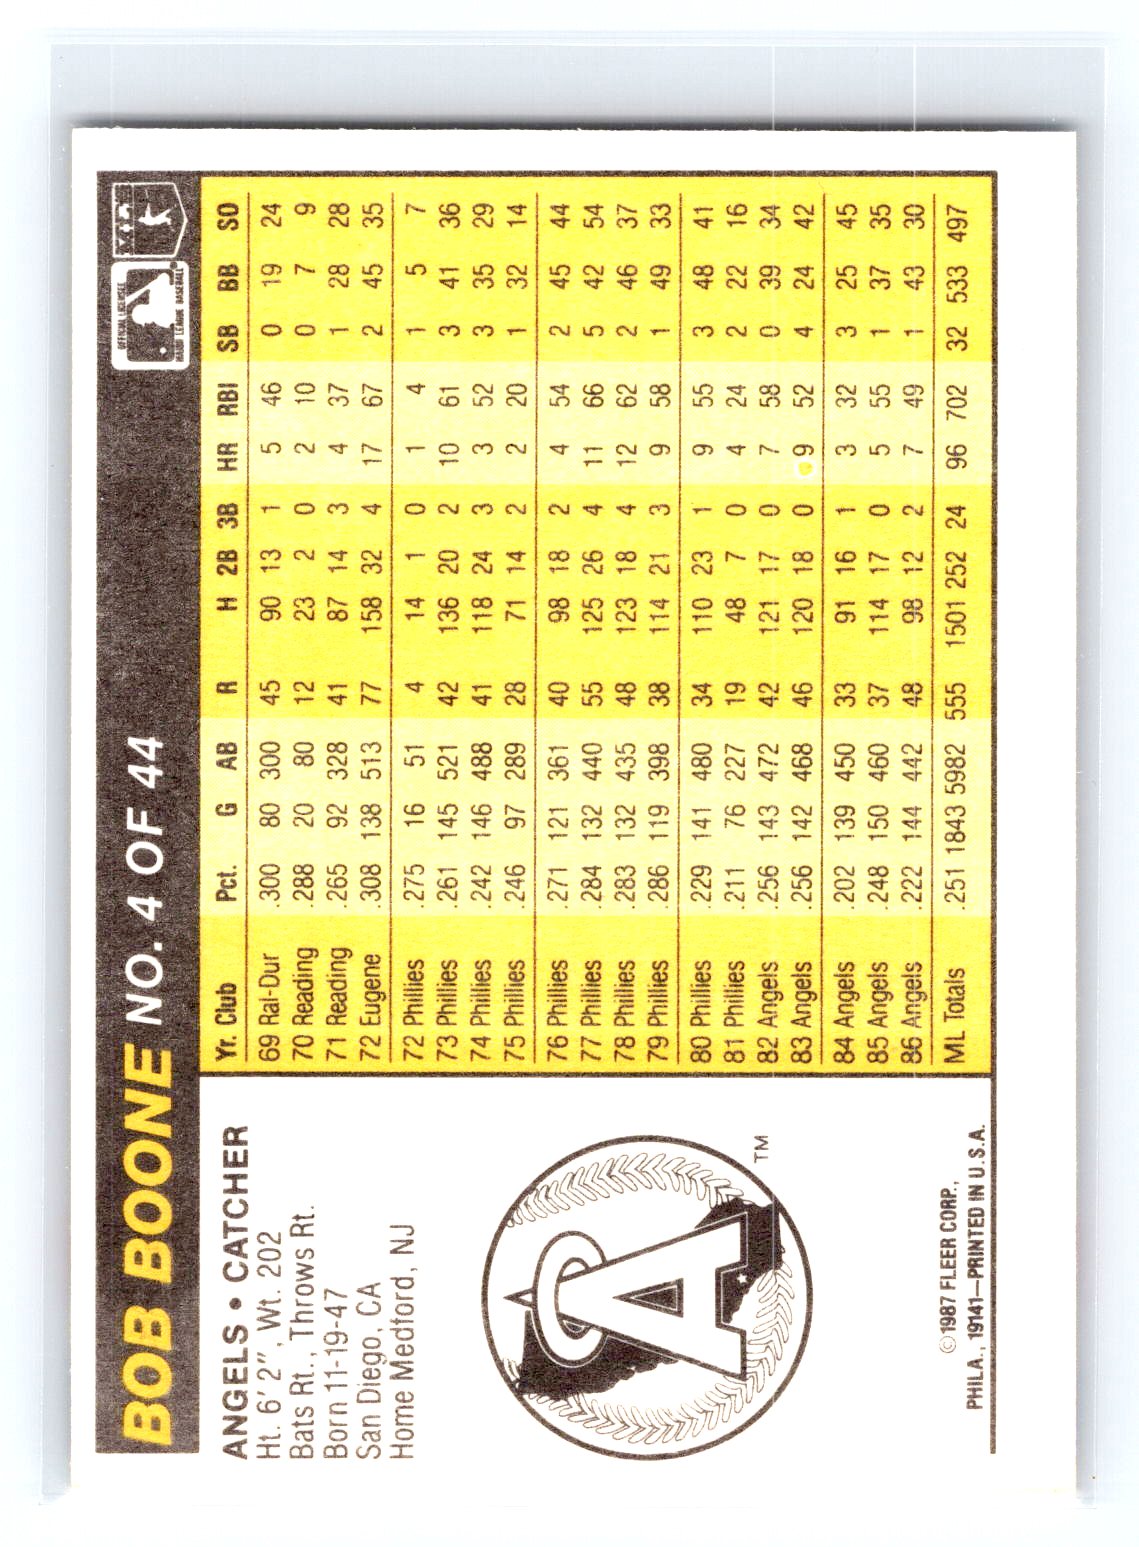 BOB BOONE NO. 4 OF 44
OFFICIAL LICENSEE
MAJOR LEAGUE BASEBALL
ANGELS • CATCHER
Ht. 6'2", Wt. 202
Bats Rt., Throws Rt.
Born 11-19-47
San Diego, CA
Home Medford, NJ
A
TM
© 1987 FLEER CORP.,
PHILA., 19141—PRINTED IN U.S.A.
Yr. Club Pct. G AB R H 2B 3B HR RBI SB BB SO
69 Ral-Dur .300 80 300 45 90 13 1 5 46 0 19 24
70 Reading .288 20 80 12 23 2 0 2 10 0 7 9
71 Reading .265 92 328 41 87 14 3 4 37 1 28 28
72 Eugene .308 138 513 77 158 32 4 17 67 2 45 35
72 Phillies .275 16 51 4 14 1 0 1 4 1 5 7
73 Phillies .261 145 521 42 136 20 2 10 61 3 41 36
74 Phillies .242 146 488 41 118 24 3 3 52 3 35 29
75 Phillies .246 97 289 28 71 14 2 2 20 1 32 14
76 Phillies .271 121 361 40 98 18 2 4 54 2 45 44
77 Phillies .284 132 440 55 125 26 4 11 66 5 42 54
78 Phillies .283 132 435 48 123 18 4 12 62 2 46 37
79 Phillies .286 119 398 38 114 21 3 9 58 1 49 33
80 Phillies .229 141 480 34 110 23 1 9 55 3 48 41
81 Phillies .211 76 227 19 48 7 0 4 24 2 22 16
82 Angels .256 143 472 42 121 17 0 7 58 0 39 34
83 Angels .256 142 468 46 120 18 0 9 52 4 24 42
84 Angels .202 139 450 33 91 16 1 3 32 3 25 45
85 Angels .248 150 460 37 114 17 0 5 55 1 37 35
86 Angels .222 144 442 48 98 12 2 7 49 1 43 30
ML Totals .251 1843 5982 555 1501 252 24 96 702 32 533 497